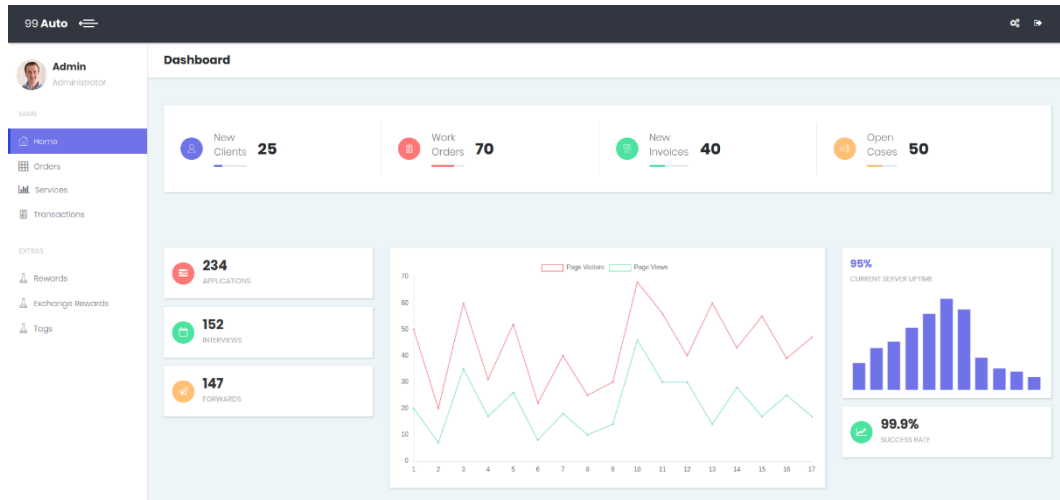 99 Auto
Admin
Administrator
MAIN
Home
Orders
Services
Transactions
EXTRAS
Rewards
Exchange Rewards
Tags
Dashboard
New
Clients 25
Work
Orders 70
New
Invoices 40
Open
Cases 50
234
APPLICATIONS
152
INTERVIEWS
147
FORWARDS
Page Visitors Page Views
70
60
50
40
30
20
10
0
1 2 3 4 5 6 7 8 9 10 11 12 13 14 15 16 17
95%
CURRENT SERVER UPTIME
99.9%
SUCCESS RATE